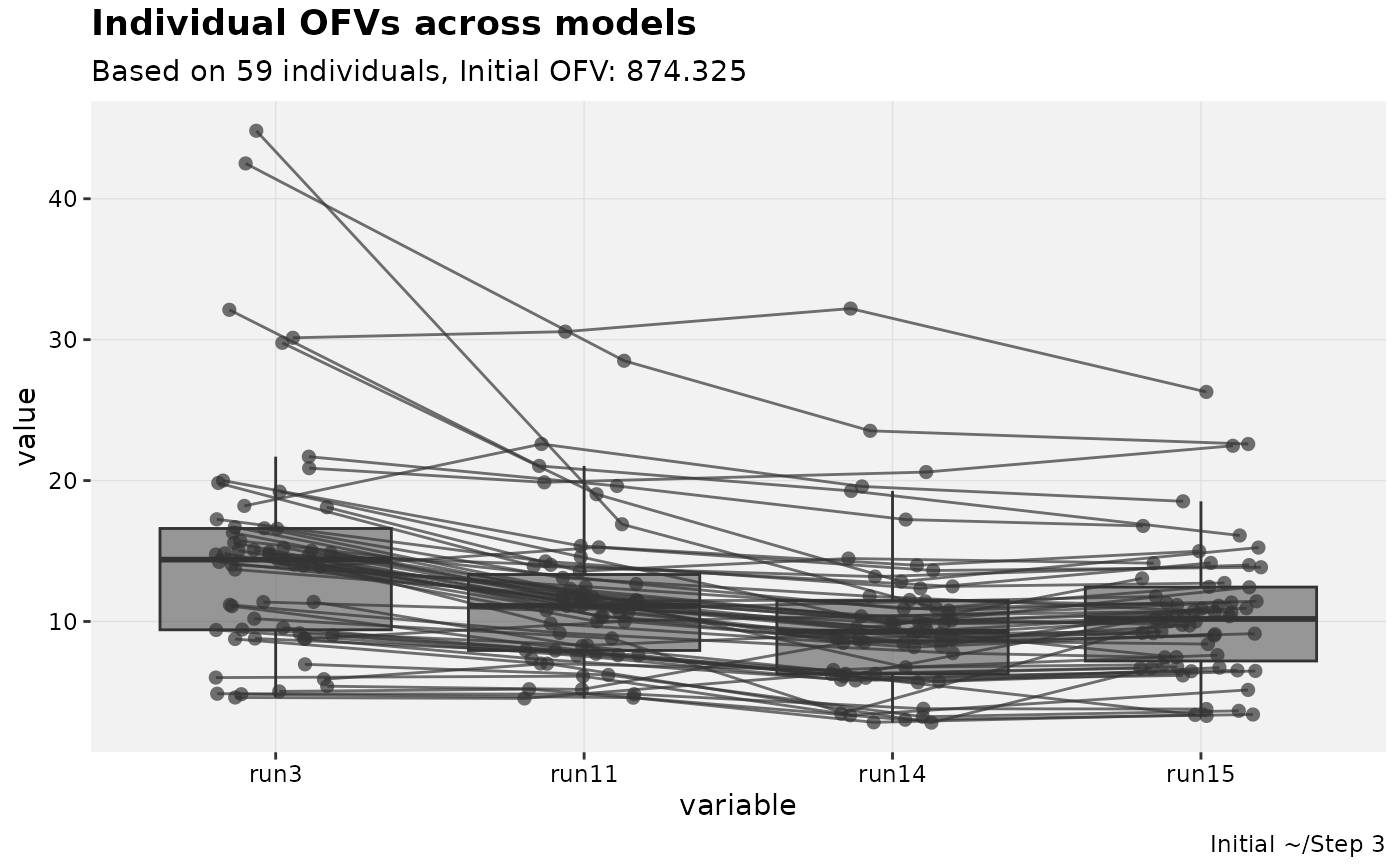 Individual OFVs across models
Based on 59 individuals, Initial OFV: 874.325
value
40
30
20
10
run3 run11 run14 run15
variable
Initial ~/Step 3